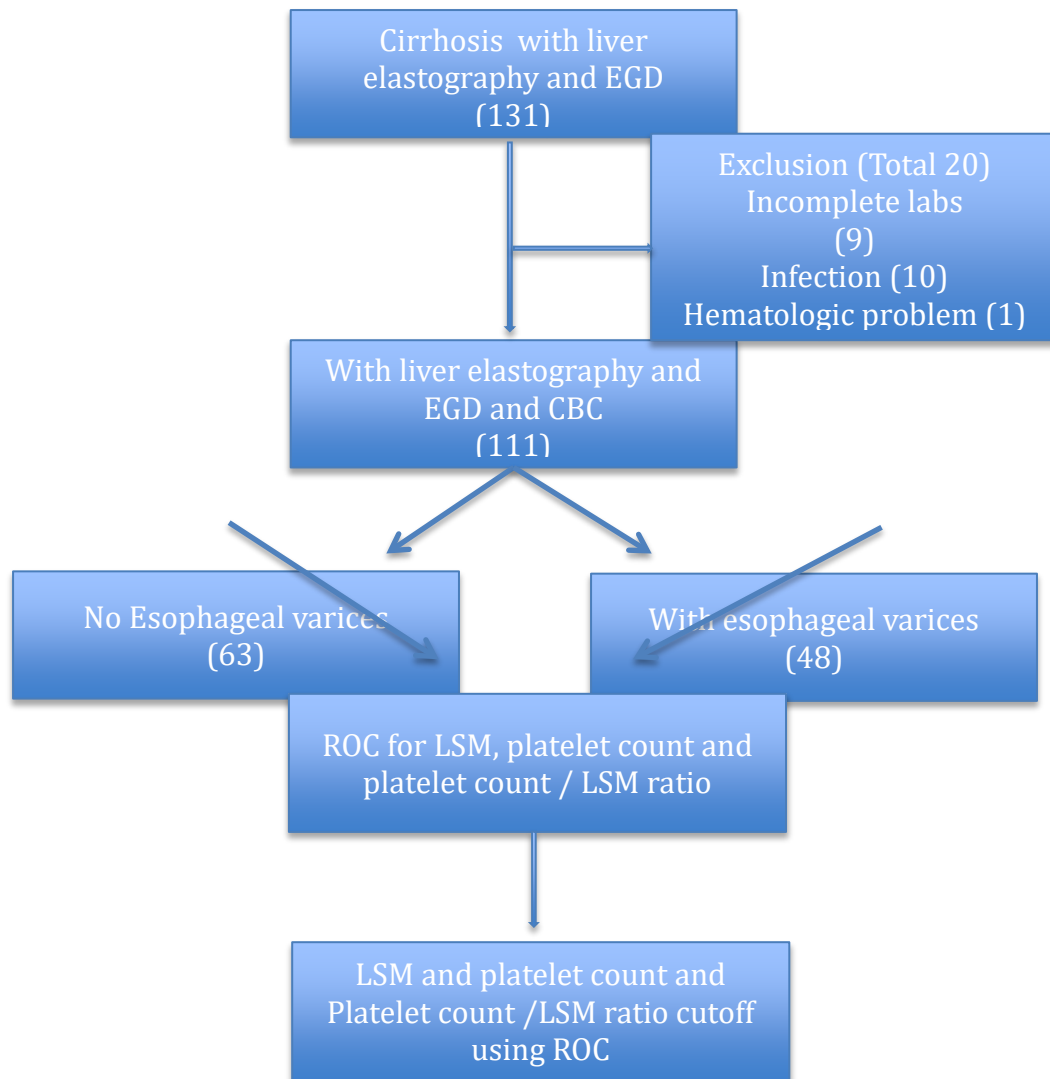 Cirrhosis with liver
elastography and EGD
(131)
Exclusion (Total 20)
Incomplete labs
(9)
Infection (10)
Hematologic problem (1)
With liver elastography and
EGD and CBC
(111)
No Esophageal varices
(63)
With esophageal varices
(48)
ROC for LSM, platelet count and
platelet count / LSM ratio
LSM and platelet count and
Platelet count /LSM ratio cutoff
using ROC